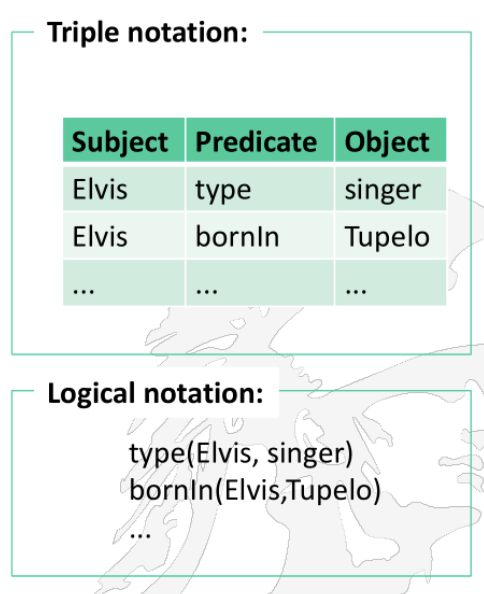 Triple notation:
Subject Predicate Object
Elvis type singer
Elvis bornIn Tupelo
... ... ...
Logical notation:
type(Elvis, singer)
bornIn(Elvis,Tupelo)
...